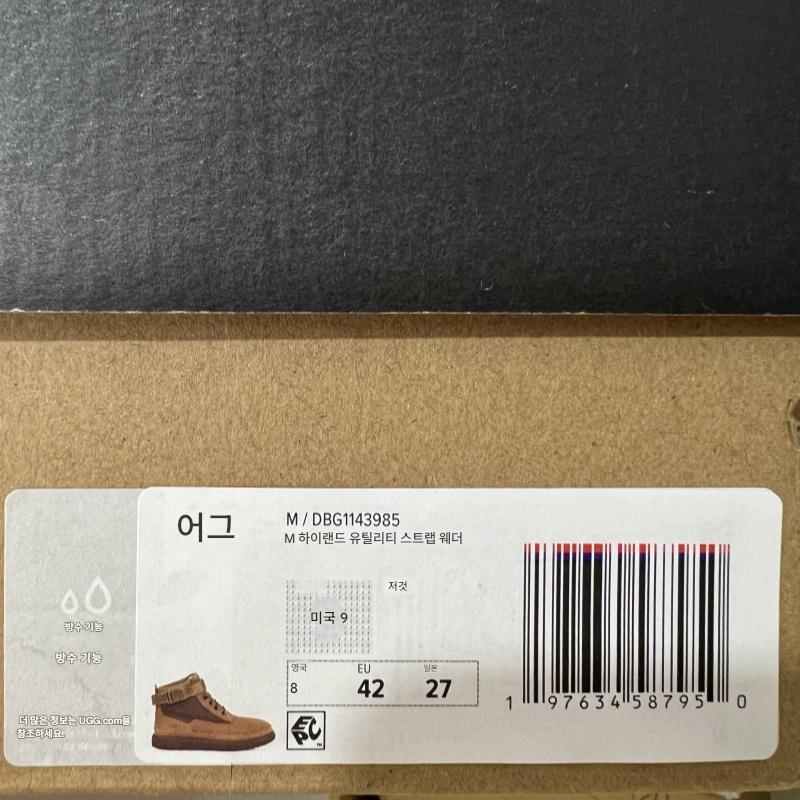 어그
M / DBG1143985
M 하이랜드 유틸리티 스트랩 웨더
저것
미국 9
영국 EU 일본
8 42 27
EPC
TM
1 97634 58795 0
방수 기능
방수 기능
더 많은 정보는 UGG.com을
참조하세요.